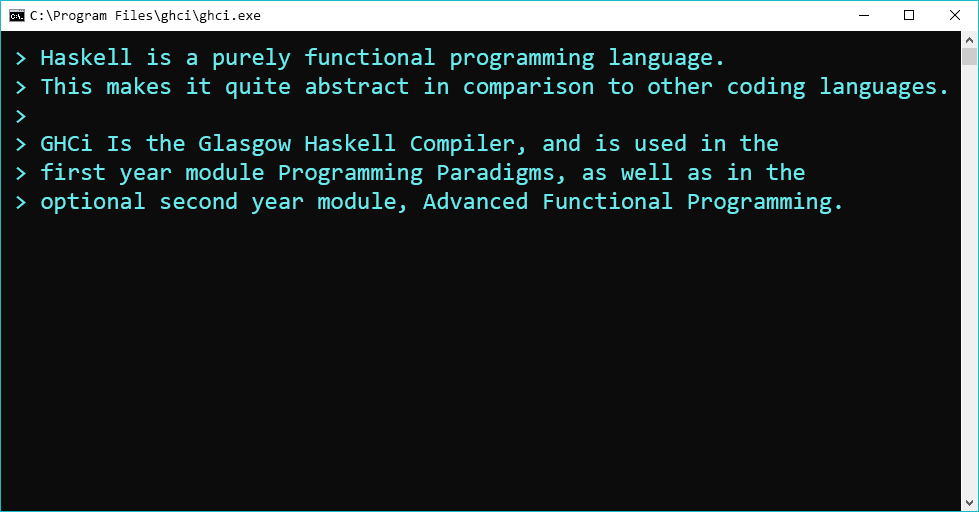 C:\Program Files\ghci\ghci.exe
> Haskell is a purely functional programming language.
> This makes it quite abstract in comparison to other coding languages.
>
> GHCi Is the Glasgow Haskell Compiler, and is used in the
> first year module Programming Paradigms, as well as in the
> optional second year module, Advanced Functional Programming.